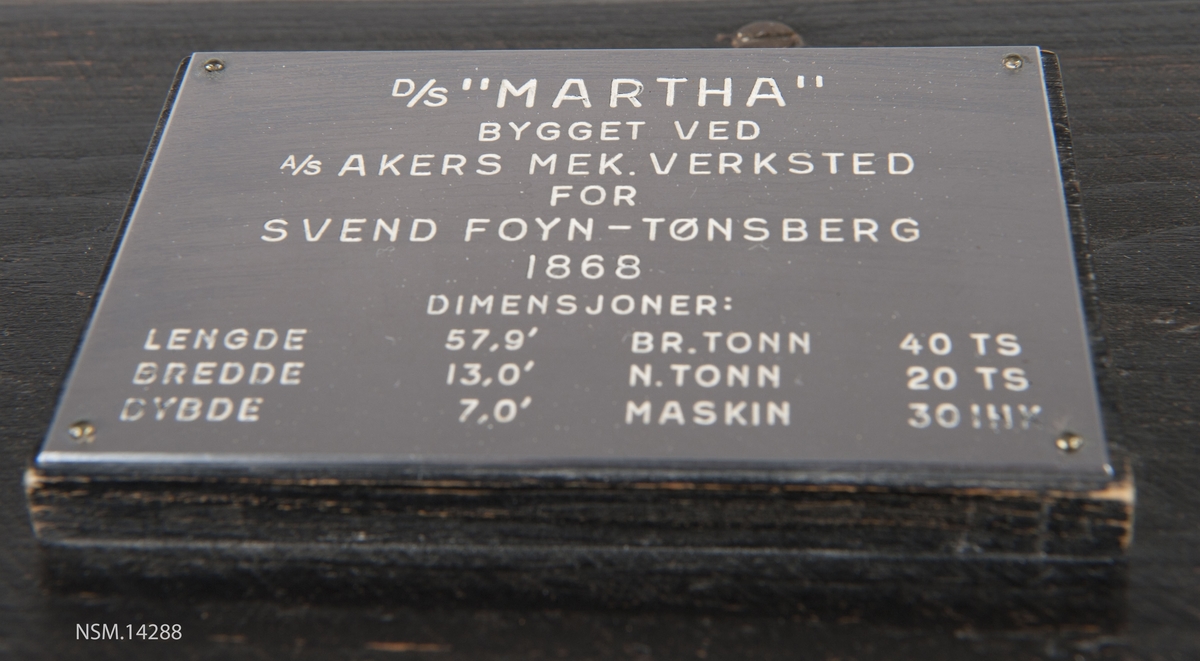 D/S "MARTHA"
BYGGET VED
A/S AKERS MEK. VERKSTED
FOR
SVEND FOYN – TØNSBERG
1868
DIMENSJONER:
LENGDE 57,9' BR.TONN 40 TS
BREDDE 13,0' N.TONN 20 TS
DYBDE 7,0' MASKIN 30
NSM.14288